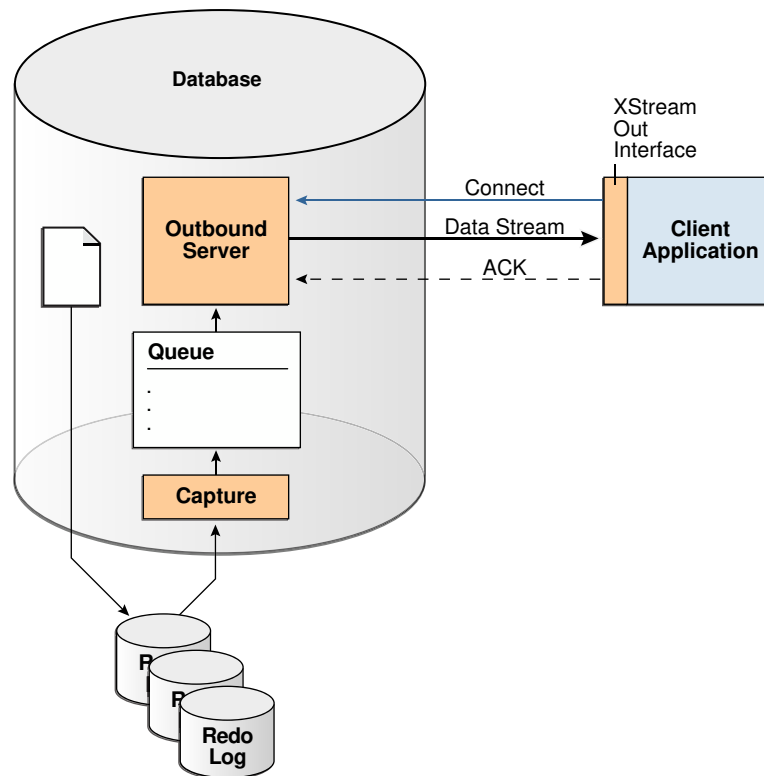 Database
XStream
Out
Interface
Connect
Outbound
Server
Data Stream
Client
Application
ACK
Queue
.
.
.
Capture
Redo
Log